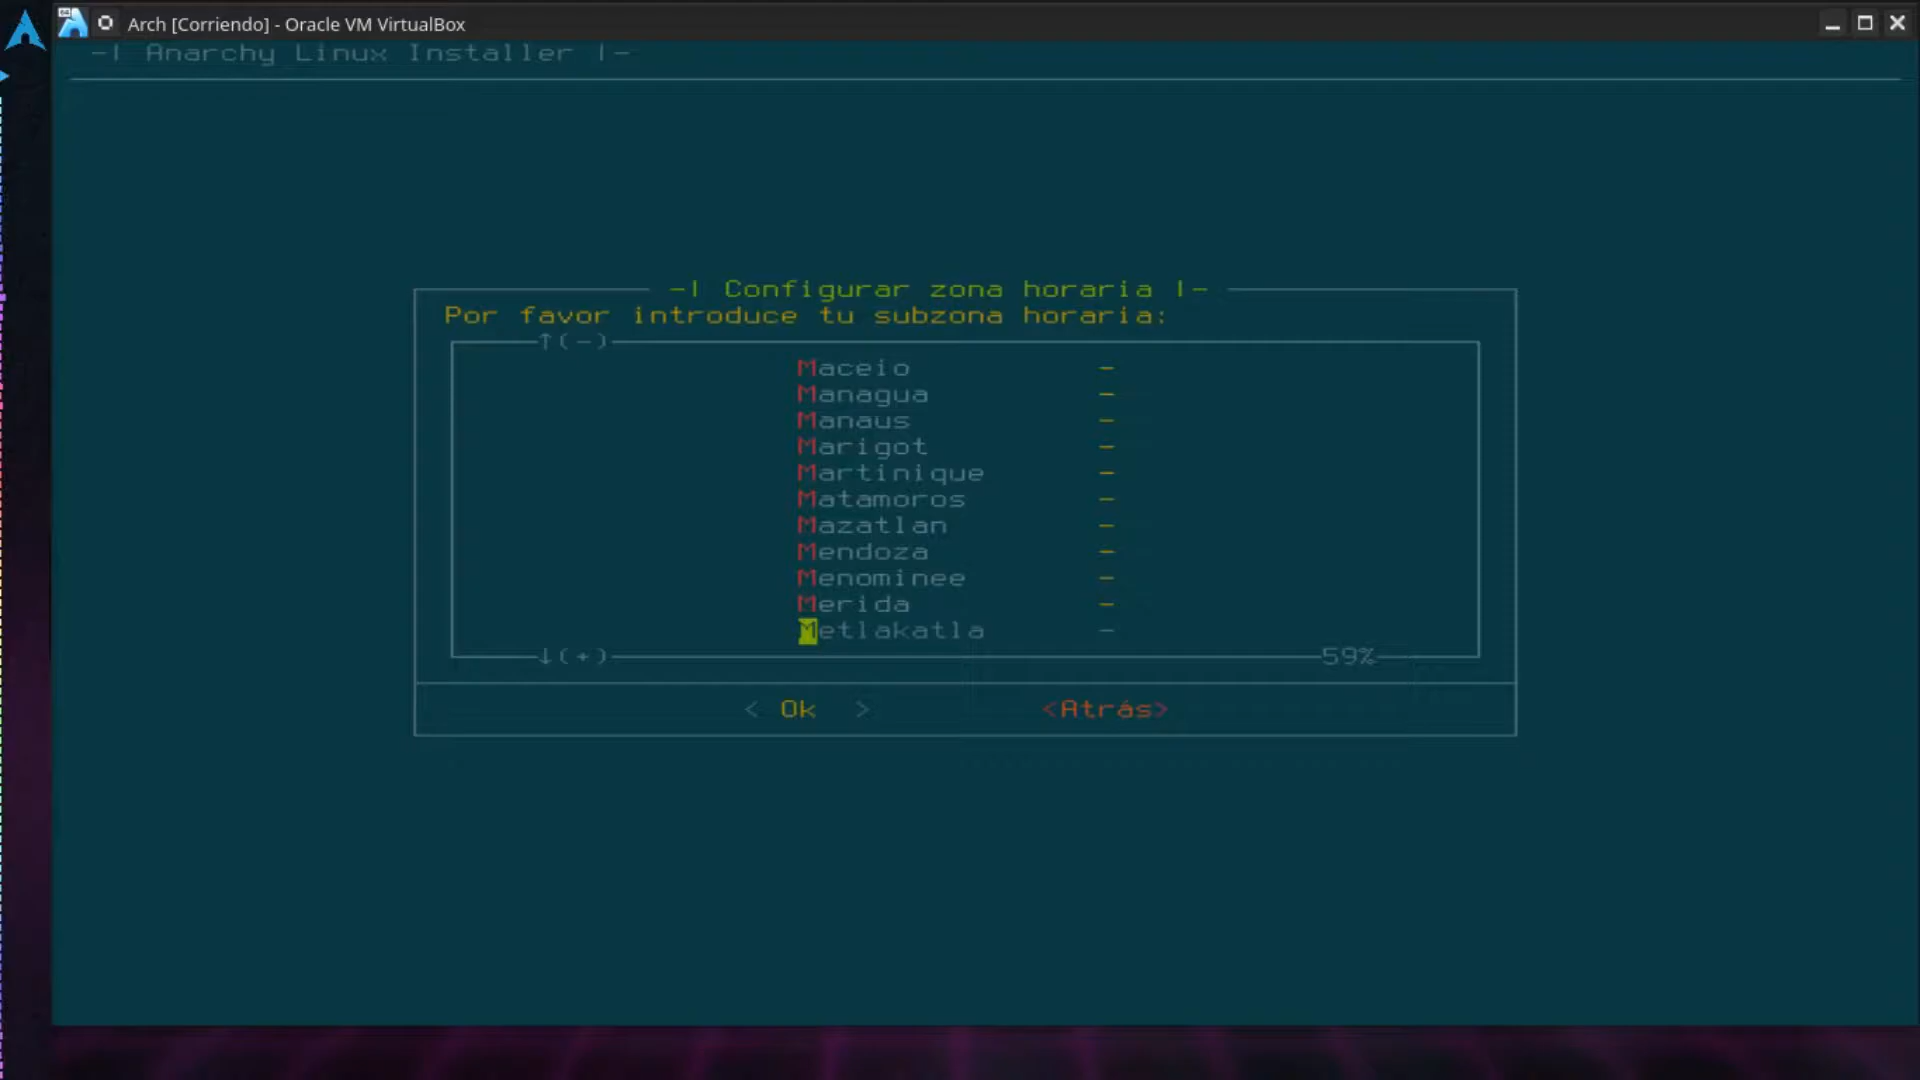 Arch [Corriendo] - Oracle VM VirtualBox
-| Anarchy Linux Installer |-
-| Configurar zona horaria |-
Por favor introduce tu subzona horaria:
↑(-)
Maceio -
Managua -
Manaus -
Marigot -
Martinique -
Matamoros -
Mazatlan -
Mendoza -
Menominee -
Merida -
Metlakatla -
↓(+) 59%
< Ok > <Atrás>